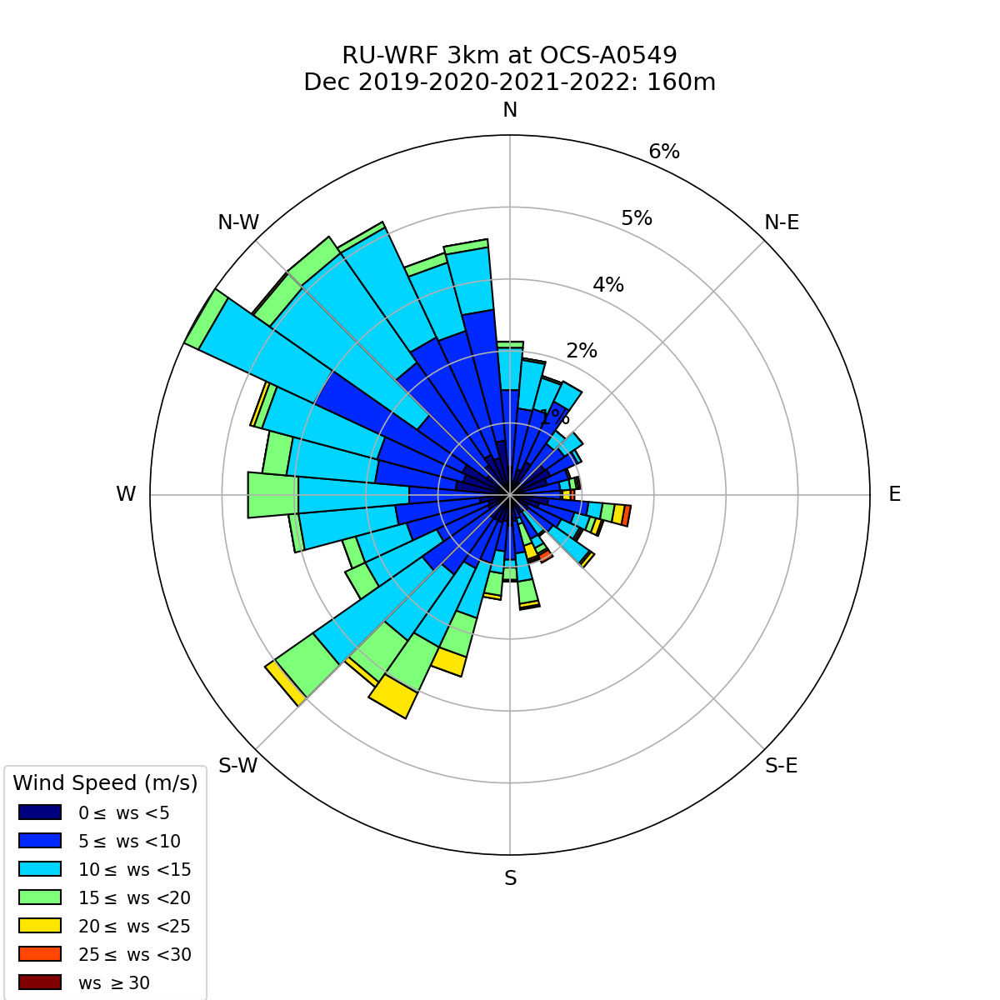 RU-WRF 3km at OCS-A0549
Dec 2019-2020-2021-2022: 160m
N
6%
N-W
5%
N-E
4%
2%
1%
W
E
S-W
S-E
S
Wind Speed (m/s)
0≤ ws <5
5≤ ws <10
10≤ ws <15
15≤ ws <20
20≤ ws <25
25≤ ws <30
ws ≥30